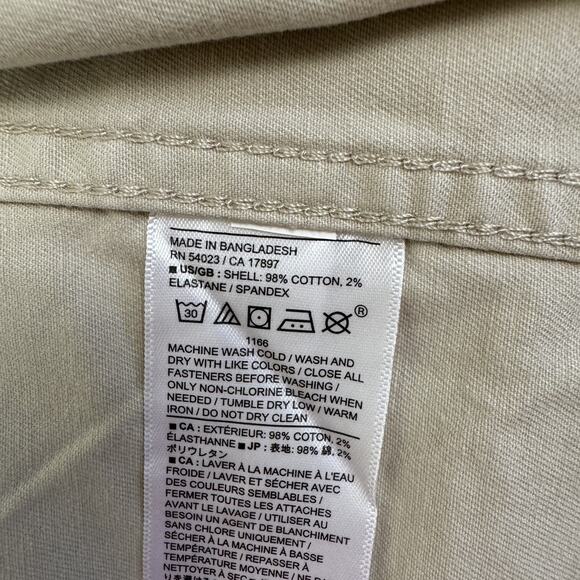 MADE IN BANGLADESH
RN 54023 / CA 17897
■ US/GB : SHELL: 98% COTTON, 2%
ELASTANE / SPANDEX
30 ®
1166
MACHINE WASH COLD / WASH AND
DRY WITH LIKE COLORS / CLOSE ALL
FASTENERS BEFORE WASHING /
ONLY NON-CHLORINE BLEACH WHEN
NEEDED / TUMBLE DRY LOW / WARM
IRON / DO NOT DRY CLEAN
■ CA : EXTÉRIEUR: 98% COTON, 2%
ÉLASTHANNE ■ JP : 表地: 98% 綿, 2%
ポリウレタン
■ CA : LAVER À LA MACHINE À L'EAU
FROIDE / LAVER ET SÉCHER AVEC
DES COULEURS SEMBLABLES /
FERMER TOUTES LES ATTACHES
AVANT LE LAVAGE / UTILISER AU
BESOIN UN AGENT DE BLANCHIMENT
SANS CHLORE UNIQUEMENT /
SÉCHER À LA MACHINE À BASSE
TEMPÉRATURE / REPASSER À
TEMPÉRATURE MOYENNE / NE
NETTOYER À SEC